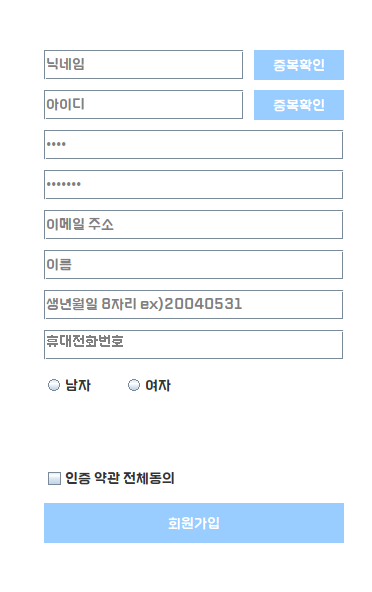 닉네임 중복확인
아이디 중복확인
••••
•••••••
이메일 주소
이름
생년월일 8자리 ex)20040531
휴대전화번호
남자 여자
인증 약관 전체동의
회원가입